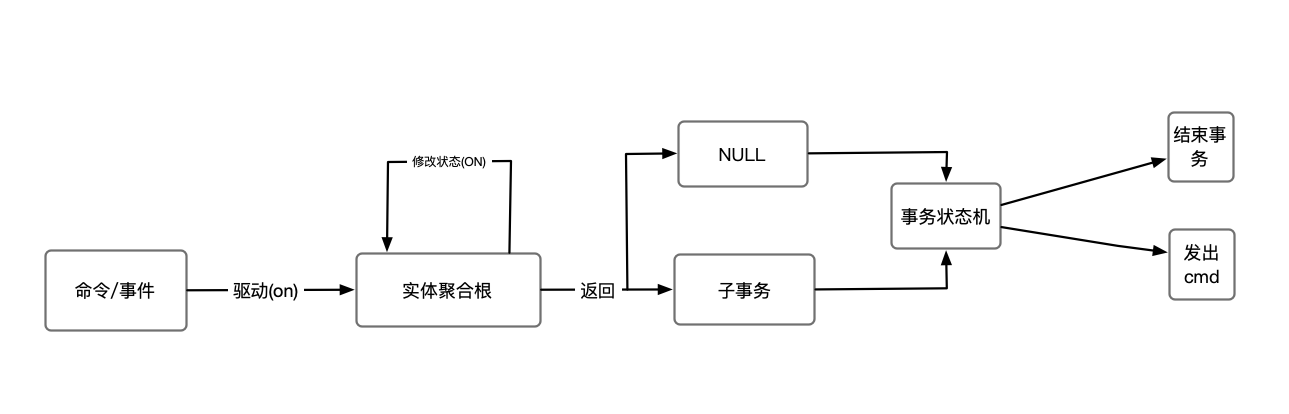 命令/事件
驱动(on)
修改状态(ON)
实体聚合根
返回
NULL
子事务
事务状态机
结束事
务
发出
cmd